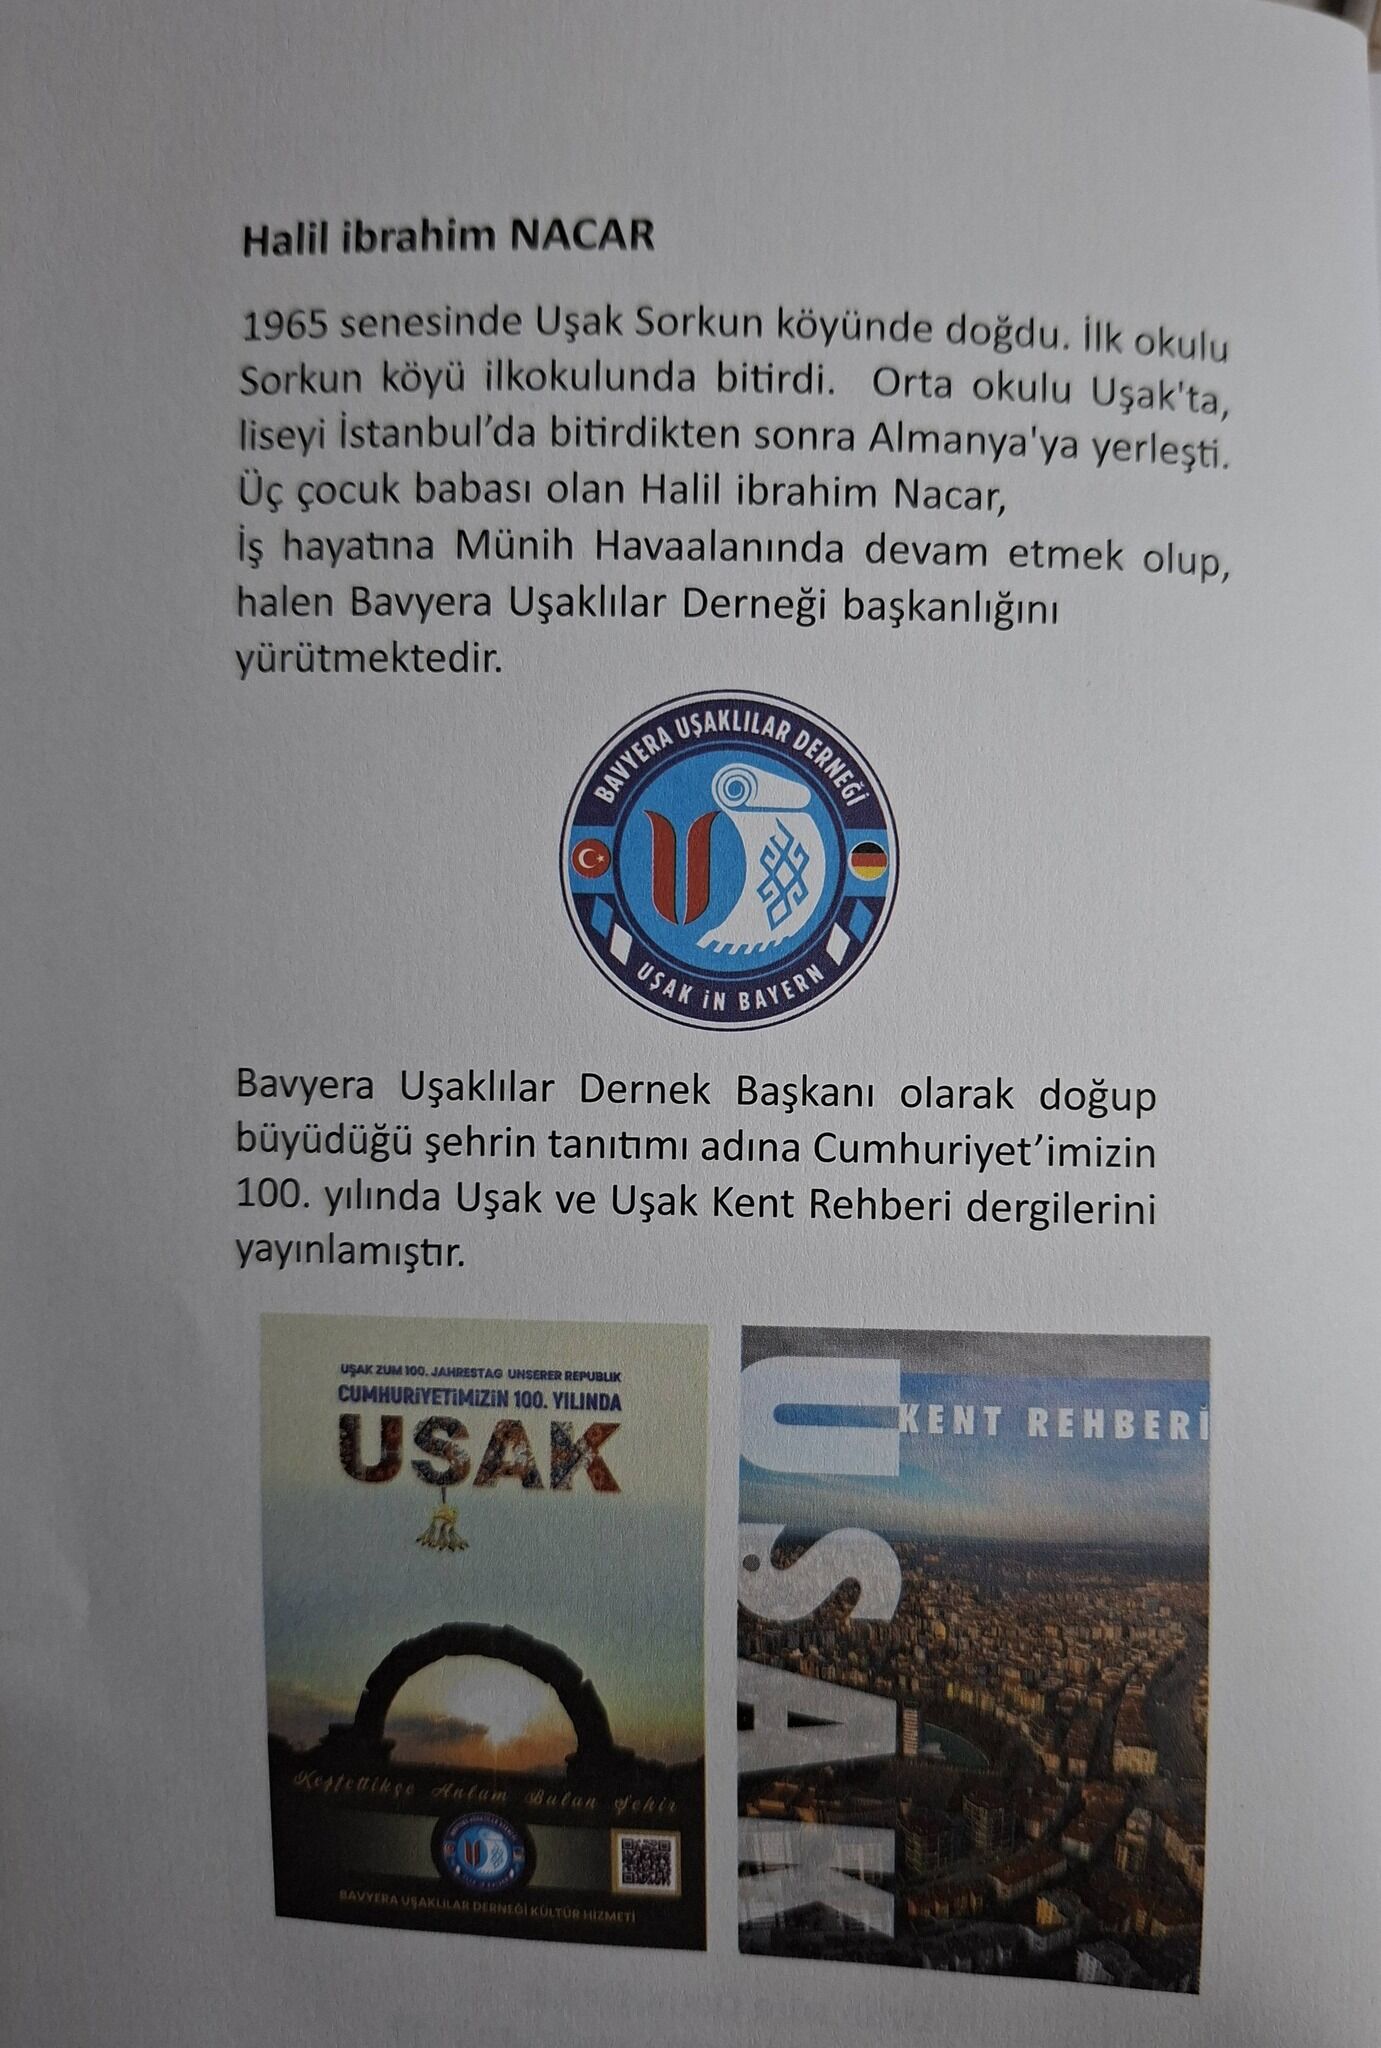 Halil ibrahim NACAR
1965 senesinde Uşak Sorkun köyünde doğdu. İlk okulu
Sorkun köyü ilkokulunda bitirdi. Orta okulu Uşak'ta,
liseyi İstanbul’da bitirdikten sonra Almanya'ya yerleşti.
Üç çocuk babası olan Halil ibrahim Nacar,
İş hayatına Münih Havaalanında devam etmek olup,
halen Bavyera Uşaklılar Derneği başkanlığını
yürütmektedir.
BAVYERA UŞAKLILAR DERNEĞİ
UŞAK iN BAYERN
Bavyera Uşaklılar Dernek Başkanı olarak doğup
büyüdüğü şehrin tanıtımı adına Cumhuriyet’imizin
100. yılında Uşak ve Uşak Kent Rehberi dergilerini
yayınlamıştır.
UŞAK ZUM 100. JAHRESTAG UNSERER REPUBLIK
CUMHURiYETiMiZiN 100. YILINDA
USAK
Keşfettikçe Anlam Bulan Şehir
BAVYERA UŞAKLILAR DERNEĞİ KÜLTÜR HİZMETİ
UŞAK
KENT REHBERİ